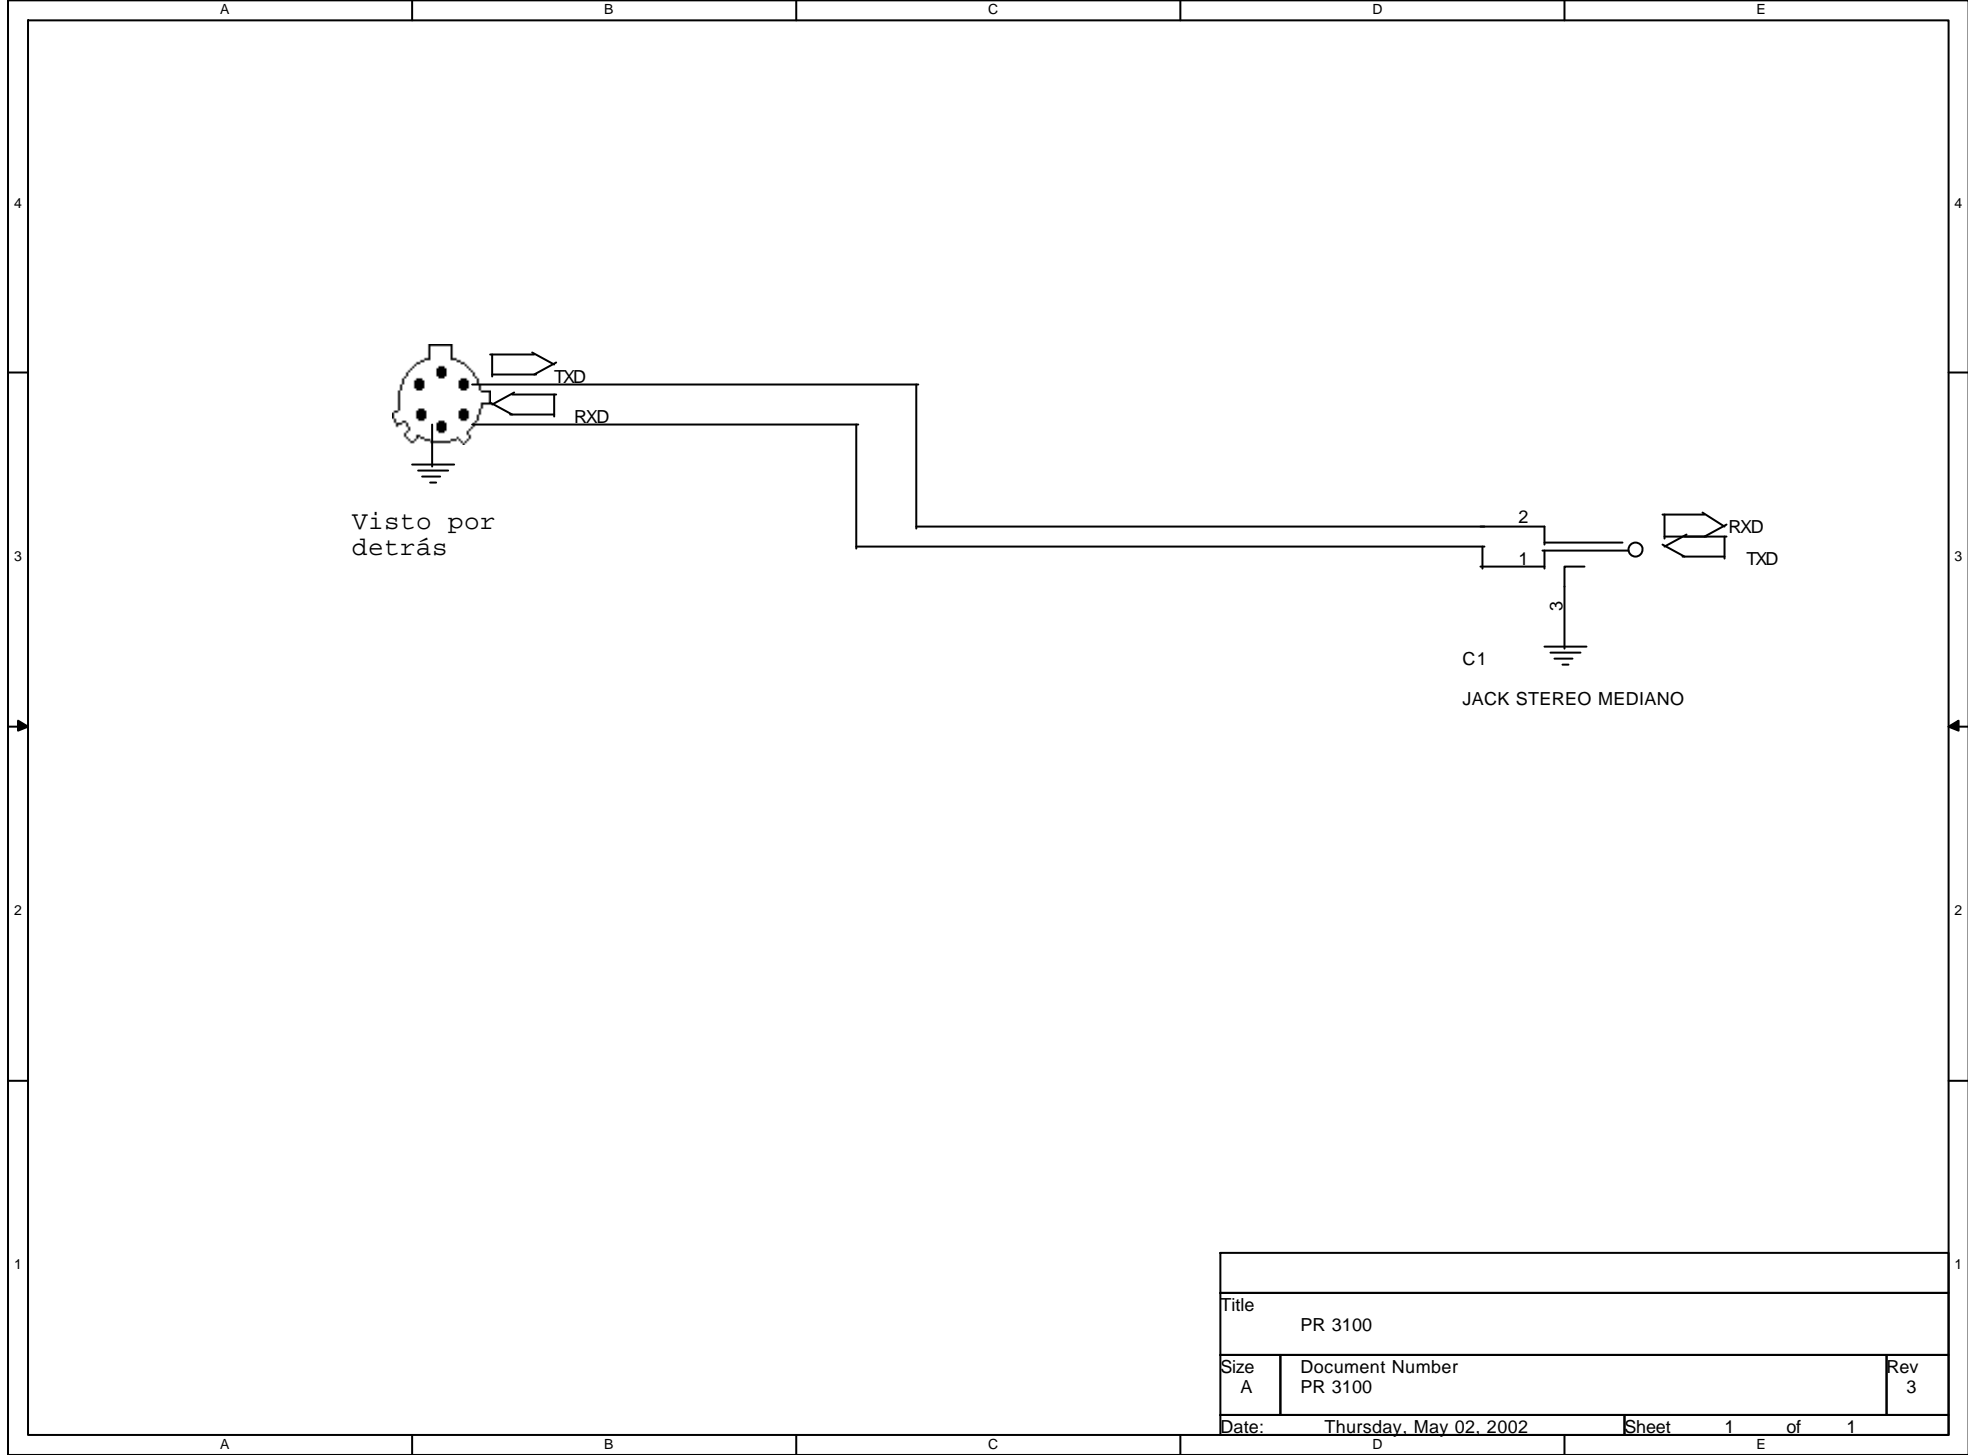 A B C D E
4 4
TXD
RXD
Visto por
detrás
2 RXD
3 1 TXD 3
3
C1
JACK STEREO MEDIANO
2 2
1 1
Title
PR 3100
Size Document Number Rev
A PR 3100 3
Date: Thursday, May 02, 2002 Sheet 1 of 1
A B C D E